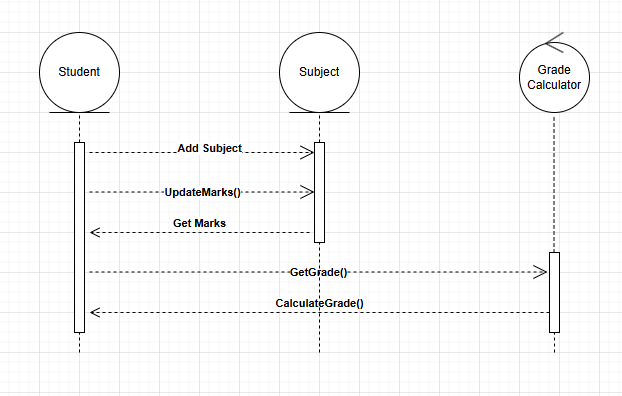 Student
Subject
Grade
Calculator
Add Subject
UpdateMarks()
Get Marks
GetGrade()
CalculateGrade()